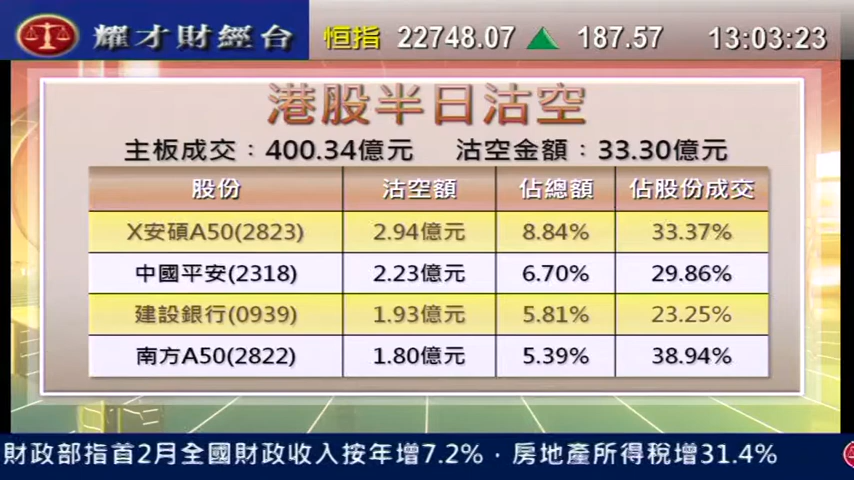 耀才財經台 恒指 22748.07 ▲ 187.57 13:03:23
港股半日沽空
主板成交：400.34億元 沽空金額：33.30億元
股份 沽空額 佔總額 佔股份成交
X安碩A50(2823) 2.94億元 8.84% 33.37%
中國平安(2318) 2.23億元 6.70% 29.86%
建設銀行(0939) 1.93億元 5.81% 23.25%
南方A50(2822) 1.80億元 5.39% 38.94%
財政部指首2月全國財政收入按年增7.2%，房地產所得稅增31.4%